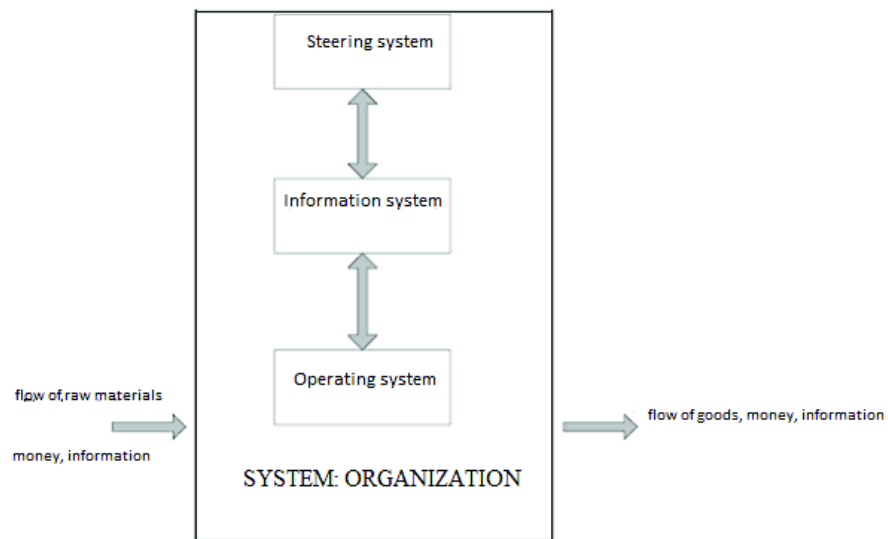 Steering system
Information system
Operating system
flow of raw materials
money, information
flow of goods, money, information
SYSTEM: ORGANIZATION